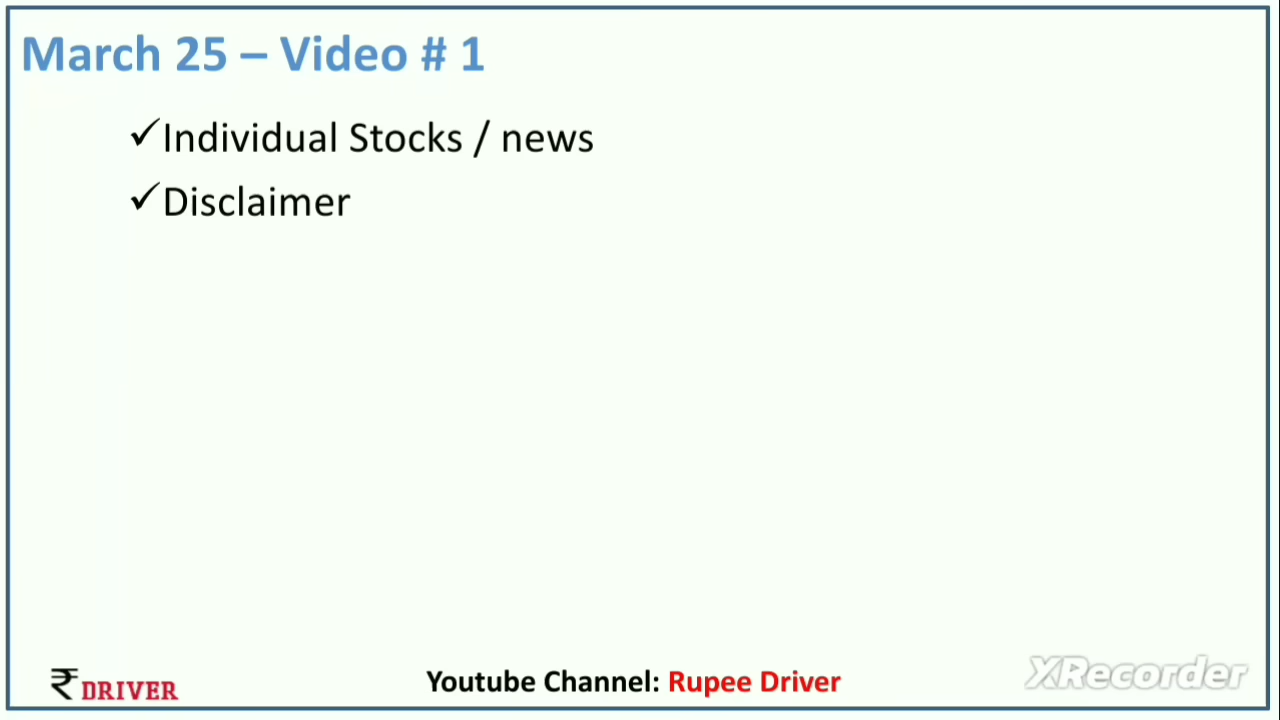 March 25 – Video # 1
✓Individual Stocks / news
✓Disclaimer
₹ DRIVER
Youtube Channel: Rupee Driver
XRecorder